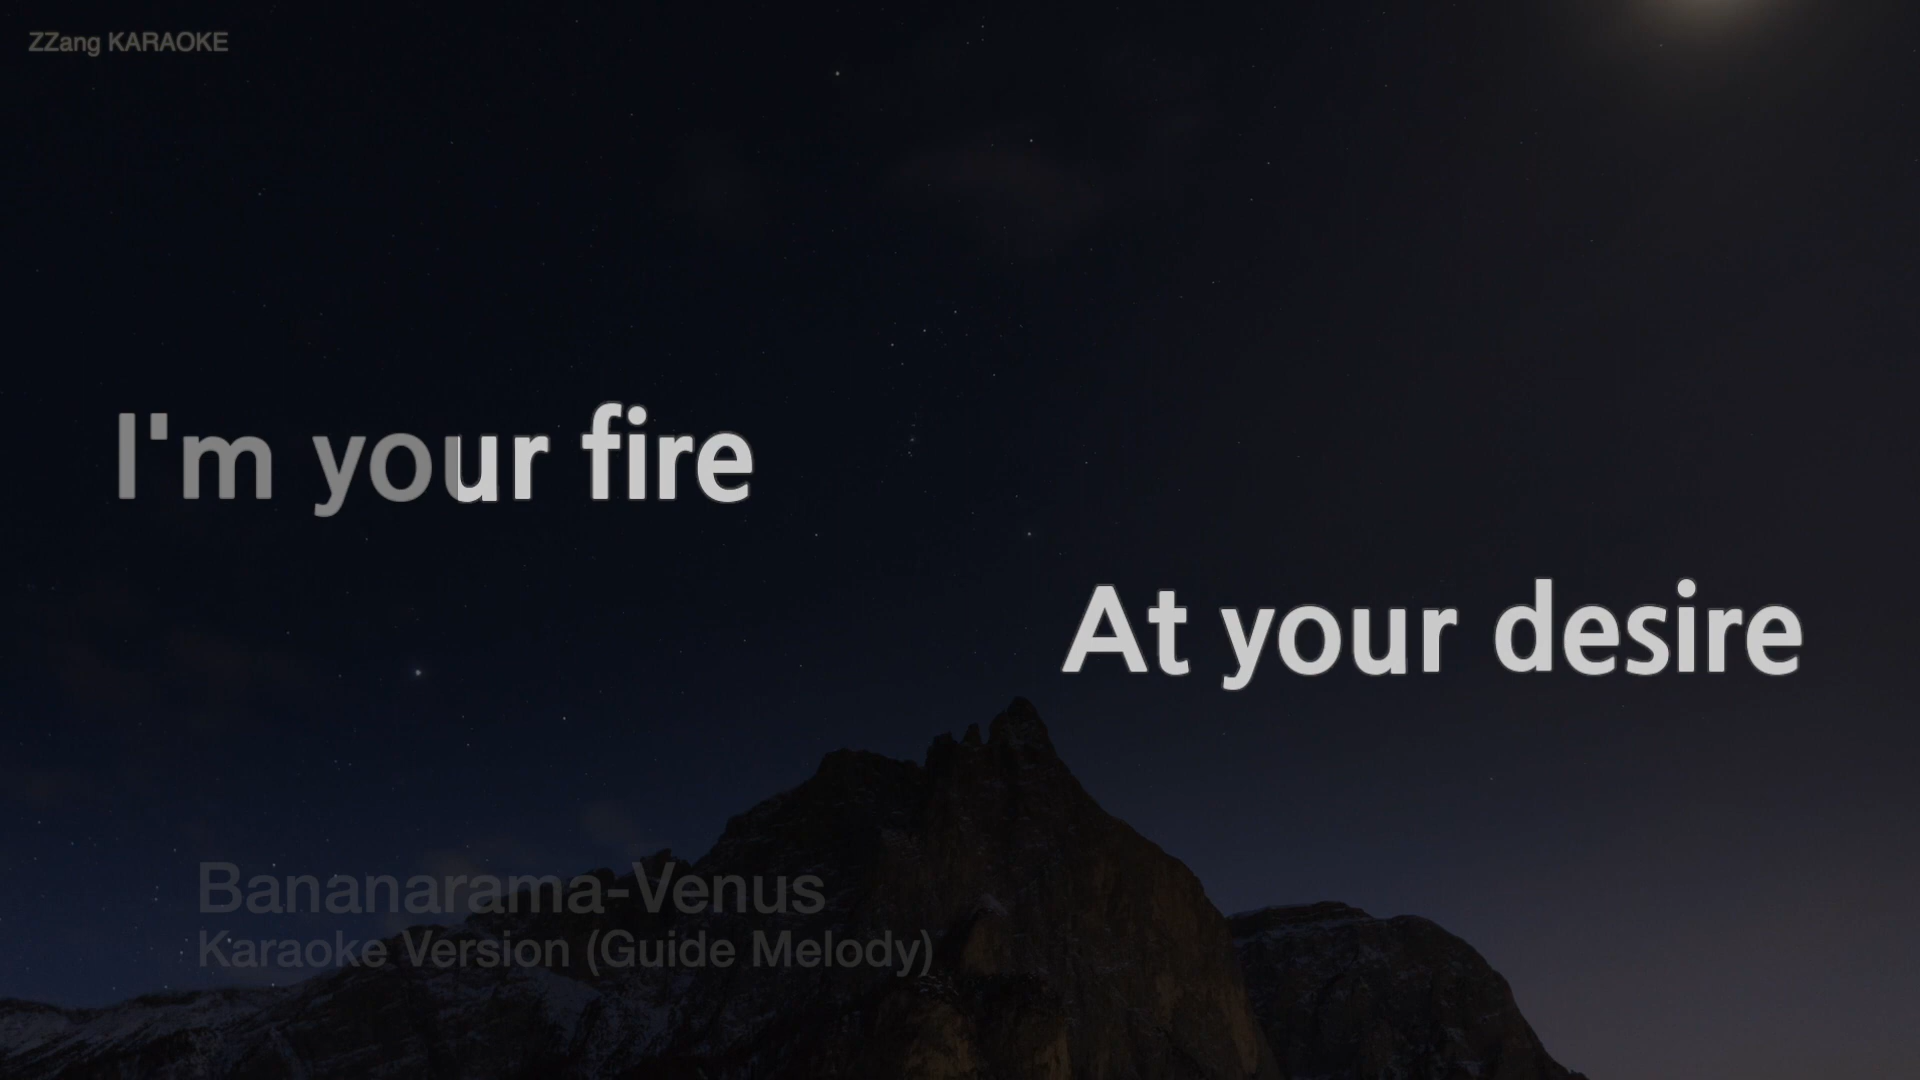 ZZang KARAOKE
I'm your fire
At your desire
Bananarama-Venus
Karaoke Version (Guide Melody)